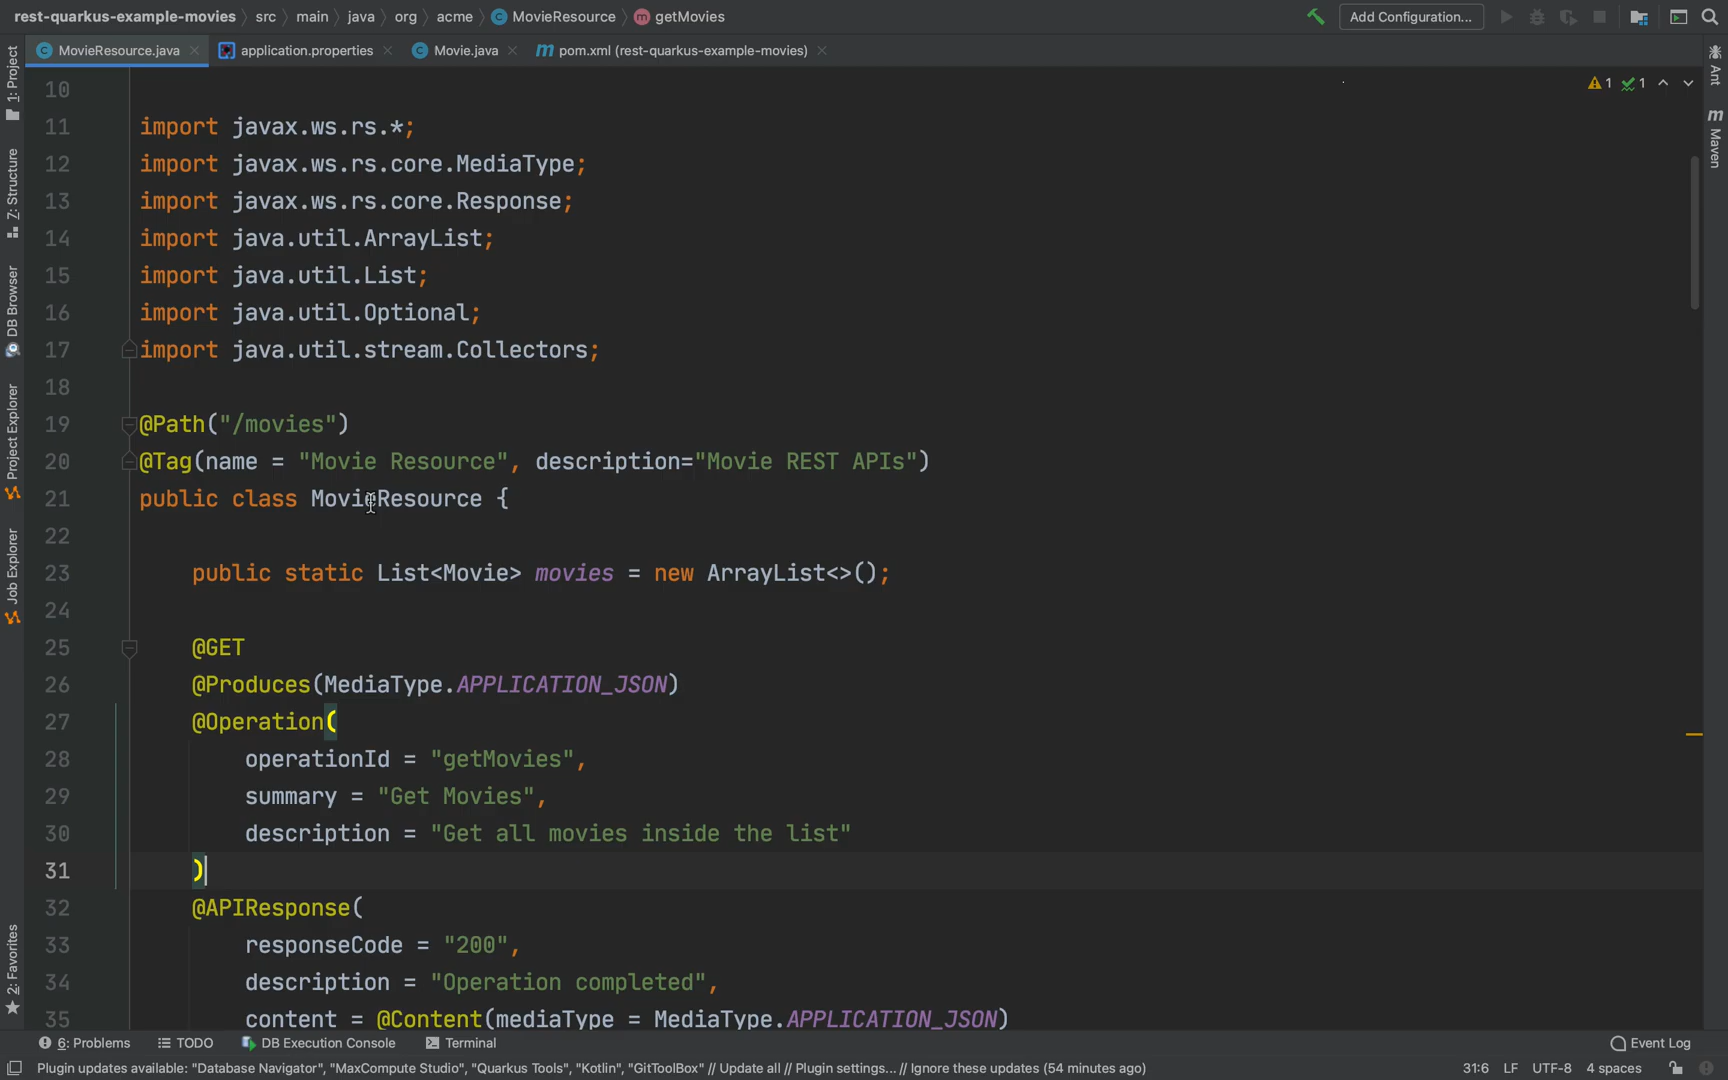 rest-quarkus-example-movies src main java org acme MovieResource getMovies Add Configuration...
MovieResource.java application.properties Movie.java pom.xml (rest-quarkus-example-movies)
1: Project
Z: Structure
DB Browser
Project Explorer
Job Explorer
2: Favorites
Ant
Maven
1 1
10
11 import javax.ws.rs.*;
12 import javax.ws.rs.core.MediaType;
13 import javax.ws.rs.core.Response;
14 import java.util.ArrayList;
15 import java.util.List;
16 import java.util.Optional;
17 import java.util.stream.Collectors;
18
19 @Path("/movies")
20 @Tag(name = "Movie Resource", description="Movie REST APIs")
21 public class MovieResource {
22
23 public static List<Movie> movies = new ArrayList<>();
24
25 @GET
26 @Produces(MediaType.APPLICATION_JSON)
27 @Operation(
28 operationId = "getMovies",
29 summary = "Get Movies",
30 description = "Get all movies inside the list"
31 )
32 @APIResponse(
33 responseCode = "200",
34 description = "Operation completed",
35 content = @Content(mediaType = MediaType.APPLICATION_JSON)
6: Problems TODO DB Execution Console Terminal Event Log
Plugin updates available: "Database Navigator", "MaxCompute Studio", "Quarkus Tools", "Kotlin", "GitToolBox" // Update all // Plugin settings... // Ignore these updates (54 minutes ago) 31:6 LF UTF-8 4 spaces